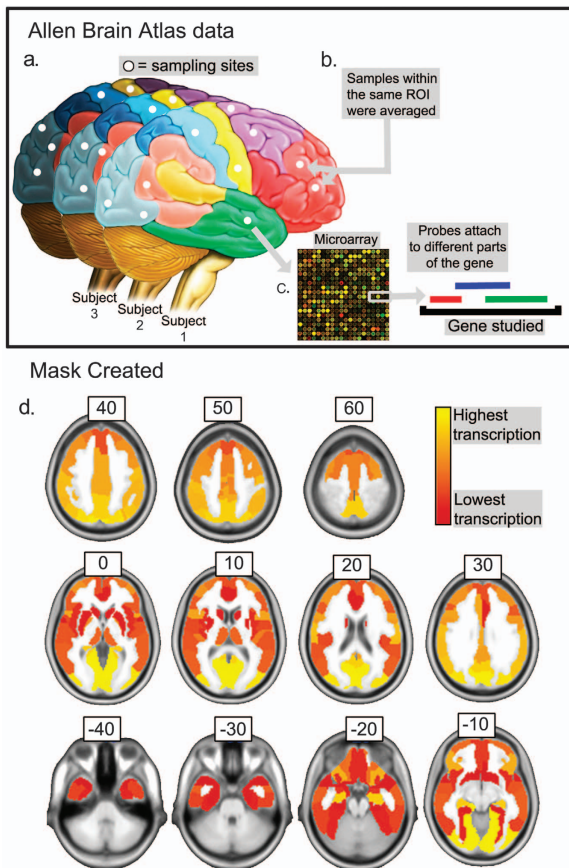 Allen Brain Atlas data
a.
= sampling sites
b.
Samples within
the same ROI
were averaged
Microarray
c.
Probes attach
to different parts
of the gene
Gene studied
Subject
3
Subject
2
Subject
1
Mask Created
d.
40
50
60
Highest
transcription
Lowest
transcription
0
10
20
30
-40
-30
-20
-10